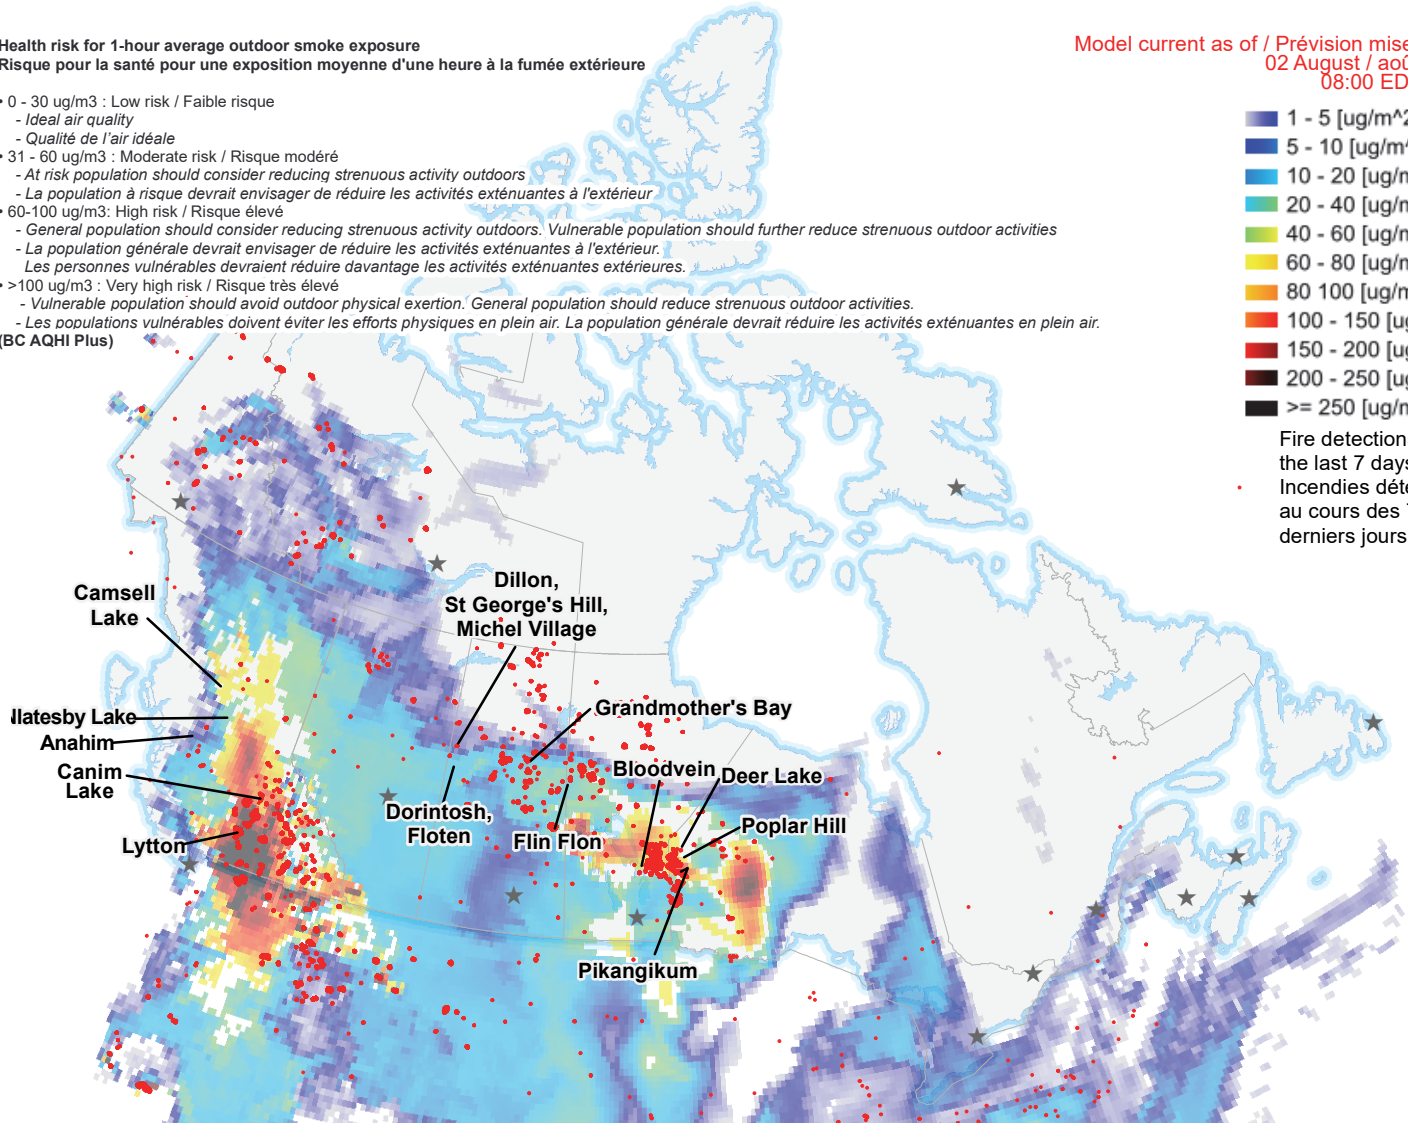 Health risk for 1-hour average outdoor smoke exposure
Risque pour la santé pour une exposition moyenne d'une heure à la fumée extérieure
• 0 - 30 ug/m3 : Low risk / Faible risque
- Ideal air quality
- Qualité de l'air idéale
• 31 - 60 ug/m3 : Moderate risk / Risque modéré
- At risk population should consider reducing strenuous activity outdoors
- La population à risque devrait envisager de réduire les activités exténuantes à l'extérieur
• 60-100 ug/m3: High risk / Risque élevé
- General population should consider reducing strenuous activity outdoors. Vulnerable population should further reduce strenuous outdoor activities
- La population générale devrait envisager de réduire les activités exténuantes à l'extérieur.
Les personnes vulnérables devraient réduire davantage les activités exténuantes extérieures.
• >100 ug/m3 : Very high risk / Risque très élevé
- Vulnerable population should avoid outdoor physical exertion. General population should reduce strenuous outdoor activities.
- Les populations vulnérables doivent éviter les efforts physiques en plein air. La population générale devrait réduire les activités exténuantes en plein air.
(BC AQHI Plus)
Model current as of / Prévision mise
02 August / aoû
08:00 ED
1 - 5 [ug/m^2
5 - 10 [ug/m^
10 - 20 [ug/m
20 - 40 [ug/m
40 - 60 [ug/m
60 - 80 [ug/m
80 100 [ug/m
100 - 150 [ug
150 - 200 [ug
200 - 250 [ug
>= 250 [ug/m
Fire detection
the last 7 days
Incendies déte
au cours des 7
derniers jours
Camsell
Lake
Dillon,
St George's Hill,
Michel Village
llatesby Lake
Anahim
Canim
Lake
Lytton
Grandmother's Bay
Bloodvein
Deer Lake
Dorintosh,
Floten
Flin Flon
Poplar Hill
Pikangikum